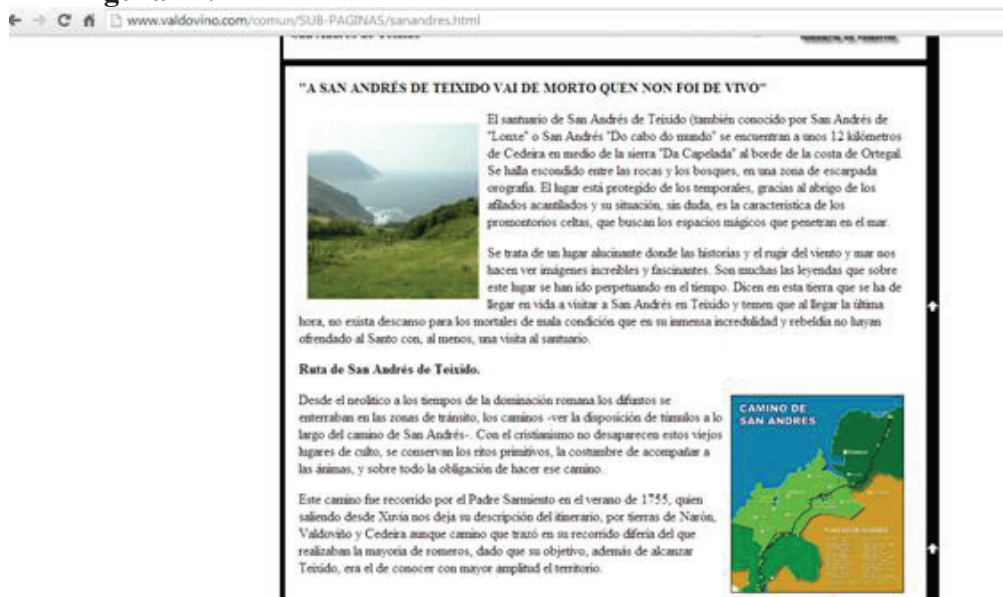 www.valdovino.com/comun/SUB-PAGINAS/sanandres.html
"A SAN ANDRÉS DE TEIXIDO VAI DE MORTO QUEN NON FOI DE VIVO"
El santuario de San Andrés de Teixido (también conocido por San Andrés de
"Lonxe" o San Andrés "Do cabo do mundo" se encuentran a unos 12 kilómetros
de Cedeira en medio de la sierra "Da Capelada" al borde de la costa de Ortegal.
Se halla escondido entre las rocas y los bosques, en una zona de escarpada
orografía. El lugar está protegido de los temporales, gracias al abrigo de los
afilados acantilados y su situación, sin duda, es la característica de los
promontorios celtas, que buscan los espacios mágicos que penetran en el mar.
Se trata de un lugar alucinante donde las historias y el rugir del viento y mar nos
hacen ver imágenes increíbles y fascinantes. Son muchas las leyendas que sobre
este lugar se han ido perpetuando en el tiempo. Dicen en esta tierra que se ha de
llegar en vida a visitar a San Andrés en Teixido y temen que al llegar la última
hora, no exista descanso para los mortales de mala condición que en su inmensa incredulidad y rebeldía no hayan
ofrendado al Santo con, al menos, una visita al santuario.
Ruta de San Andrés de Teixido.
Desde el neolítico a los tiempos de la dominación romana los difuntos se
enterraban en las zonas de tránsito, los caminos -ver la disposición de túmulos a lo
largo del camino de San Andrés-. Con el cristianismo no desaparecen estos viejos
lugares de culto, se conservan los ritos primitivos, la costumbre de acompañar a
las ánimas, y sobre todo la obligación de hacer ese camino.
Este camino fue recorrido por el Padre Sarmiento en el verano de 1755, quien
saliendo desde Xuvia nos deja su descripción del itinerario, por tierras de Narón,
Valdoviño y Cedeira aunque camino que trazó en su recorrido difería del que
realizaban la mayoría de romeros, dado que su objetivo, además de alcanzar
Teixido, era el de conocer con mayor amplitud el territorio.
CAMINO DE
SAN ANDRES